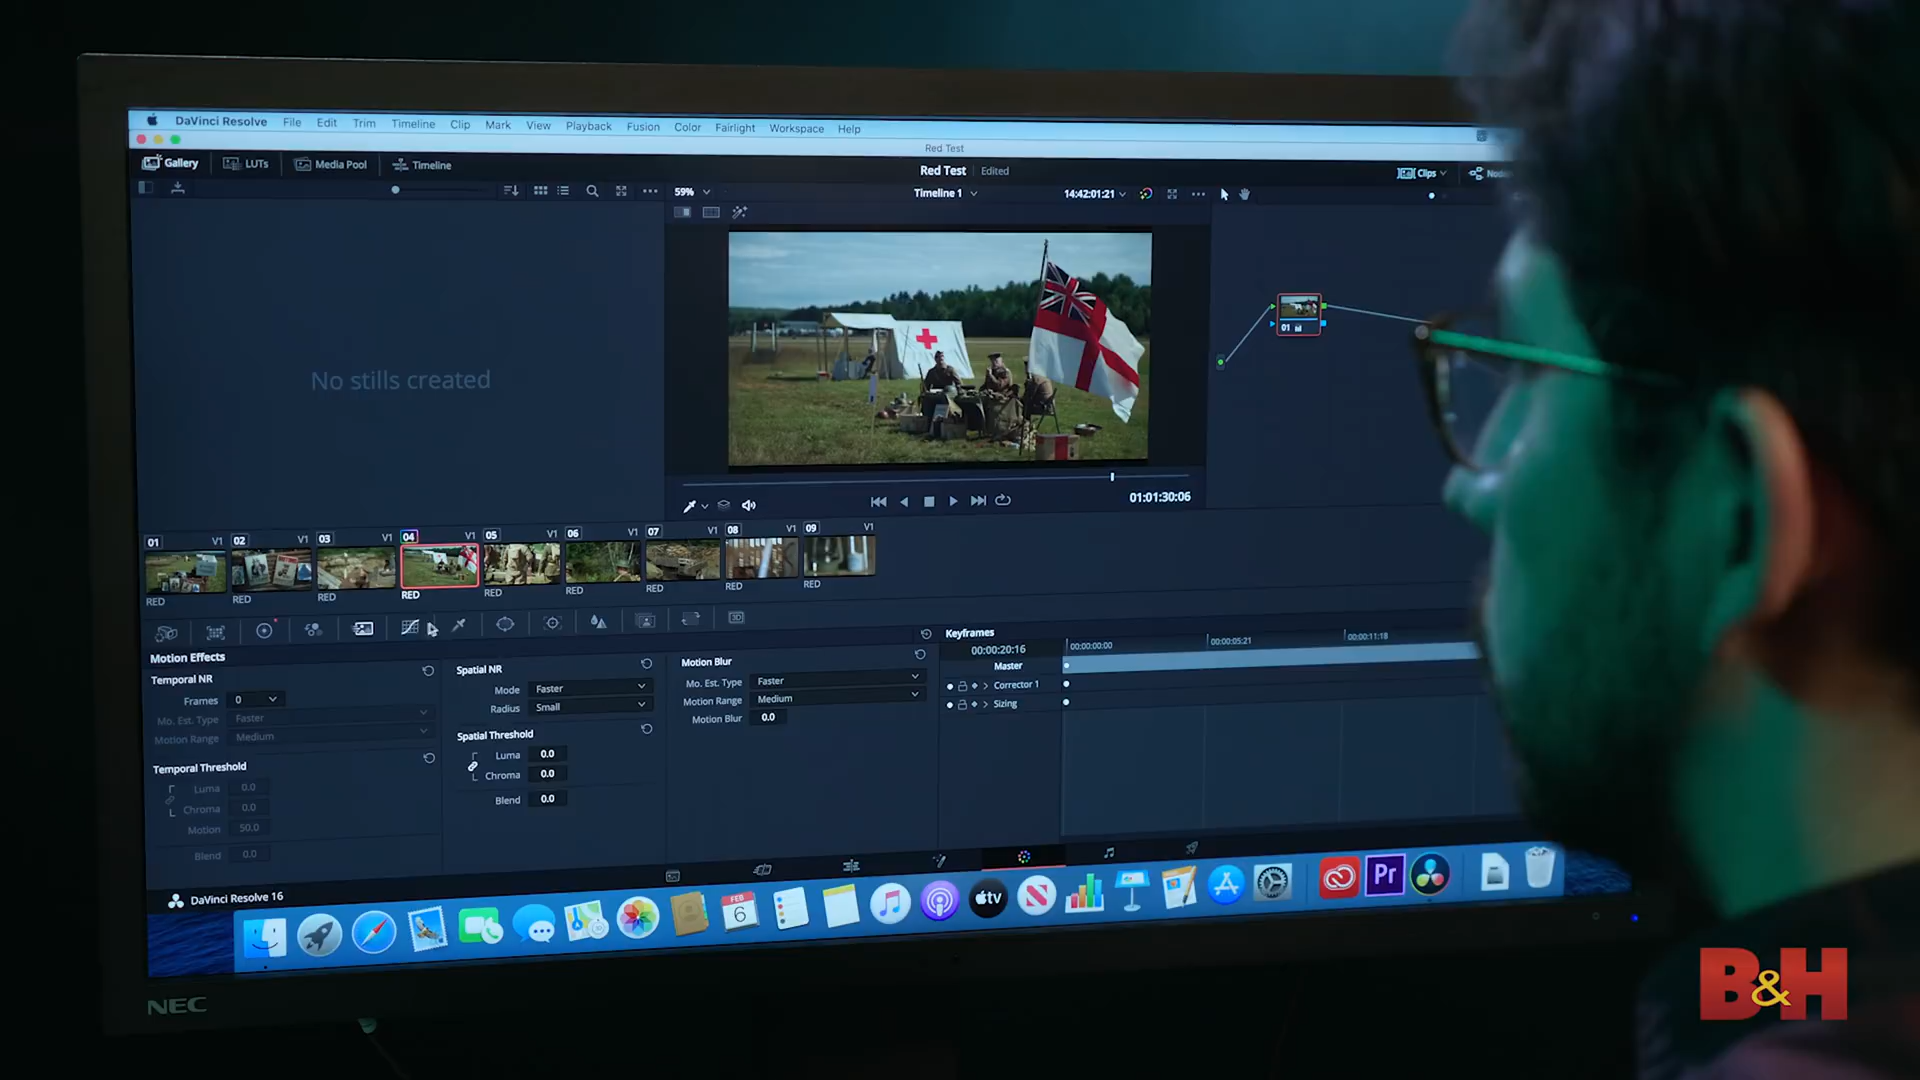 DaVinci Resolve File Edit Trim Timeline Clip Mark View Playback Fusion Color Fairlight Workspace Help
Red Test
Gallery LUTs Media Pool Timeline Red Test Edited Clips
59% Timeline 1 14:42:01:21
No stills created
01
01:01:30:06
01 V1 02 V1 03 V1 04 V1 05 V1 06 V1 07 V1 08 V1 09 V1
RED RED RED RED RED RED RED RED RED
3D
Motion Effects
Temporal NR
Frames 0
Mo. Est. Type Faster
Motion Range Medium
Temporal Threshold
Luma 0.0
Chroma 0.0
Motion 50.0
Blend 0.0
Spatial NR
Mode Faster
Radius Small
Spatial Threshold
Luma 0.0
Chroma 0.0
Blend 0.0
Motion Blur
Mo. Est. Type Faster
Motion Range Medium
Motion Blur 0.0
Keyframes
00:00:20:16 00:00:00:00 00:00:05:21 00:00:11:18
Master
Corrector 1
Sizing
DaVinci Resolve 16
FEB
6
tv
Pr
NEC
B&H